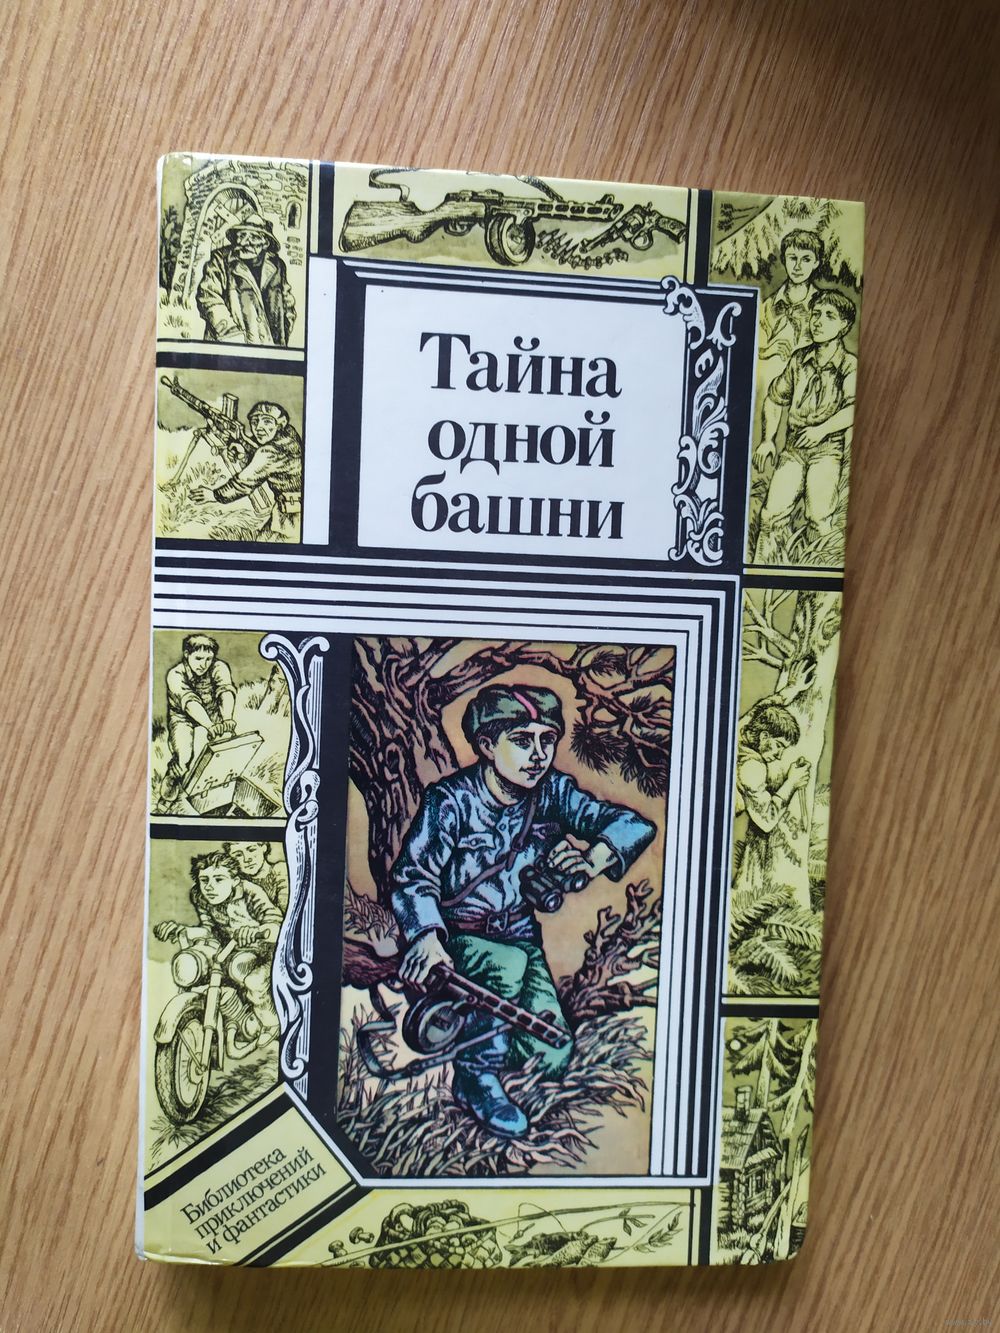 Тайна
одной
башни
Библиотека
приключений
и фантастики